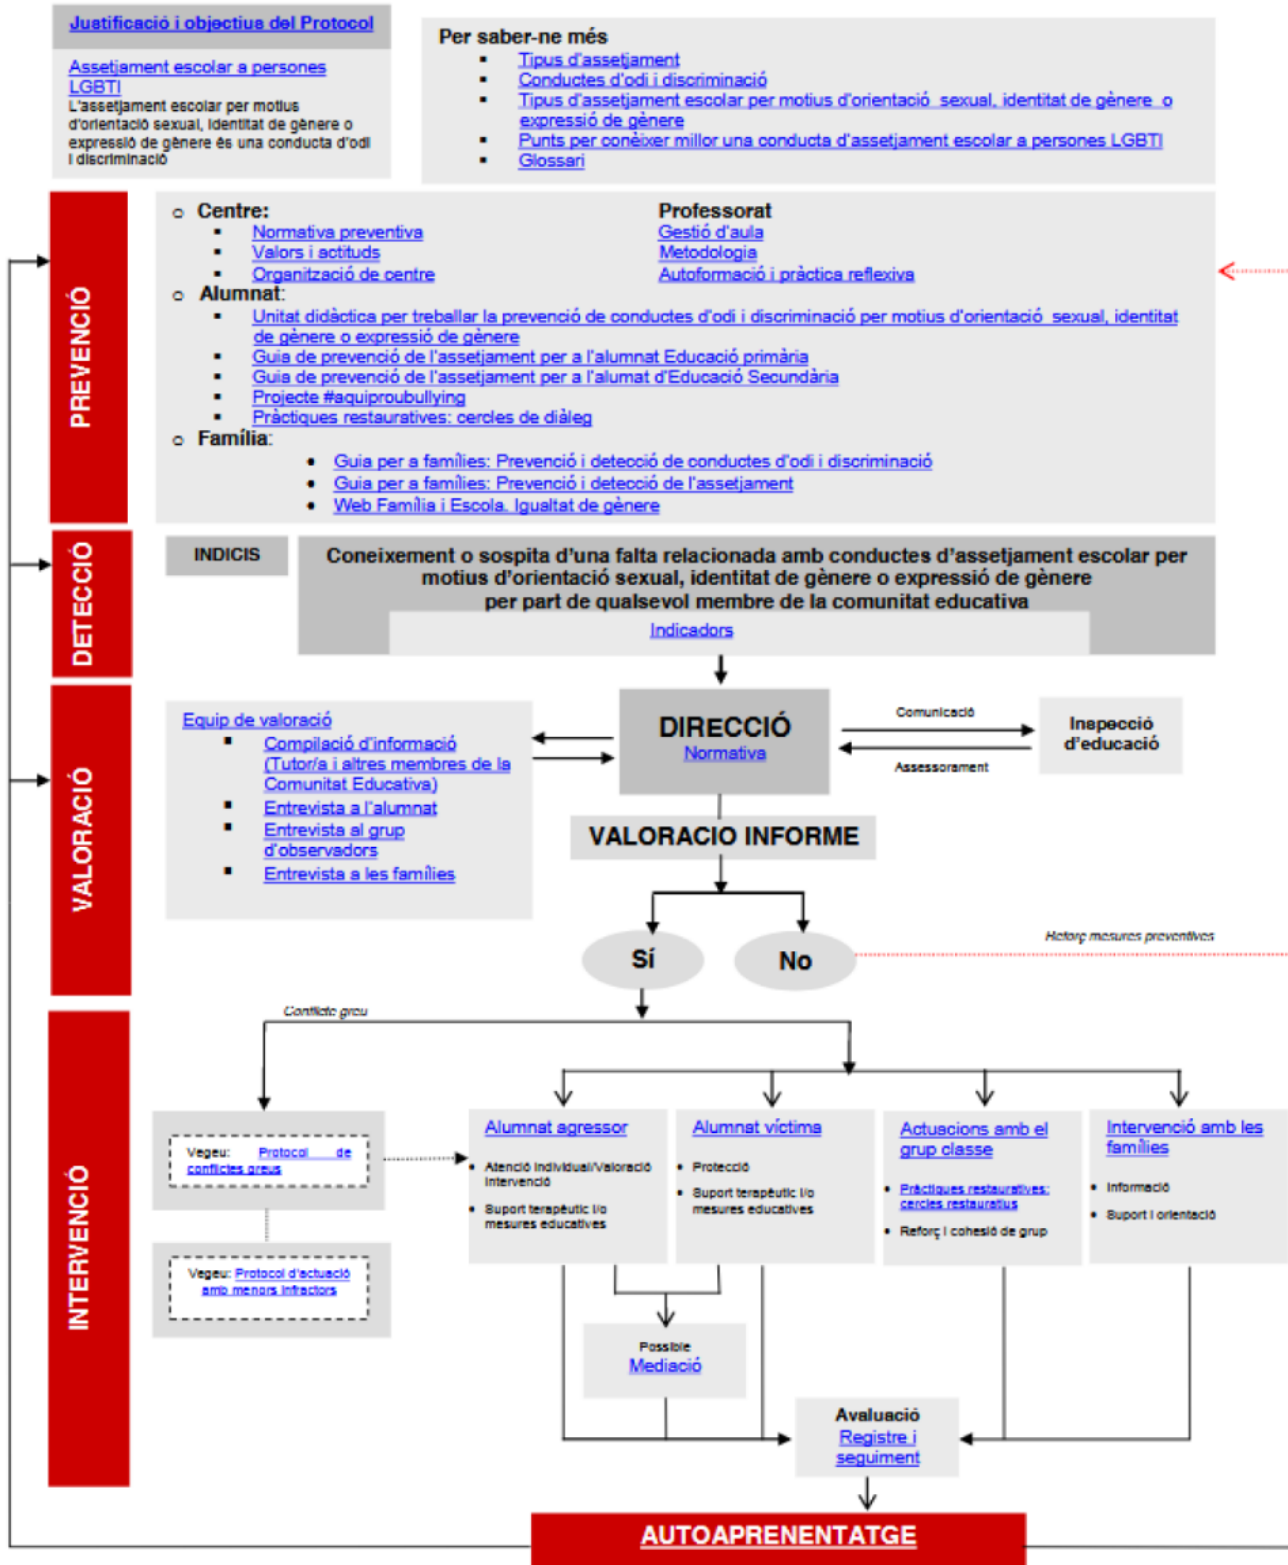 Justificació i objectius del Protocol
Assetjament escolar a persones
LGBTI
L'assetjament escolar per motius
d'orientació sexual, identitat de gènere o
expressió de gènere és una conducta d'odi
i discriminació
Per saber-ne més
Tipus d'assetjament
Conductes d'odi i discriminació
Tipus d'assetjament escolar per motius d'orientació sexual, identitat de gènere o
expressió de gènere
Punts per conèixer millor una conducta d'assetjament escolar a persones LGBTI
Glossari
PREVENCIÓ
Centre:
Normativa preventiva
Valors i actituds
Organització de centre
Professorat
Gestió d'aula
Metodologia
Autoformació i pràctica reflexiva
Alumnat:
Unitat didàctica per treballar la prevenció de conductes d'odi i discriminació per motius d'orientació sexual, identitat
de gènere o expressió de gènere
Guia de prevenció de l'assetjament per a l'alumnat Educació primària
Guia de prevenció de l'assetjament per a l'alumat d'Educació Secundària
Projecte #aquiproubullying
Pràctiques restauratives: cercles de diàleg
Família:
Guia per a famílies: Prevenció i detecció de conductes d'odi i discriminació
Guia per a famílies: Prevenció i detecció de l'assetjament
Web Família i Escola. Igualtat de gènere
DETECCIÓ
INDICIS
Coneixement o sospita d'una falta relacionada amb conductes d'assetjament escolar per
motius d'orientació sexual, identitat de gènere o expressió de gènere
per part de qualsevol membre de la comunitat educativa
Indicadors
VALORACIÓ
Equip de valoració
Compilació d'informació
(Tutor/a i altres membres de la
Comunitat Educativa)
Entrevista a l'alumnat
Entrevista al grup
d'observadors
Entrevista a les famílies
DIRECCIÓ
Normativa
Comunicació
Assessorament
Inspecció
d'educació
VALORACIO INFORME
Sí
No
Reforç mesures preventives
INTERVENCIÓ
Conflicte greu
Vegeu: Protocol de
conflictes greus
Vegeu: Protocol d'actuació
amb menors infractors
Alumnat agressor
Atenció individual/Valoració
Intervenció
Suport terapèutic i/o
mesures educatives
Alumnat víctima
Protecció
Suport terapèutic i/o
mesures educatives
Actuacions amb el
grup classe
Pràctiques restauratives:
cercles restauratius
Reforç i cohesió de grup
Intervenció amb les
famílies
Informació
Suport i orientació
Possible
Mediació
Avaluació
Registre i
seguiment
AUTOAPRENENTATGE